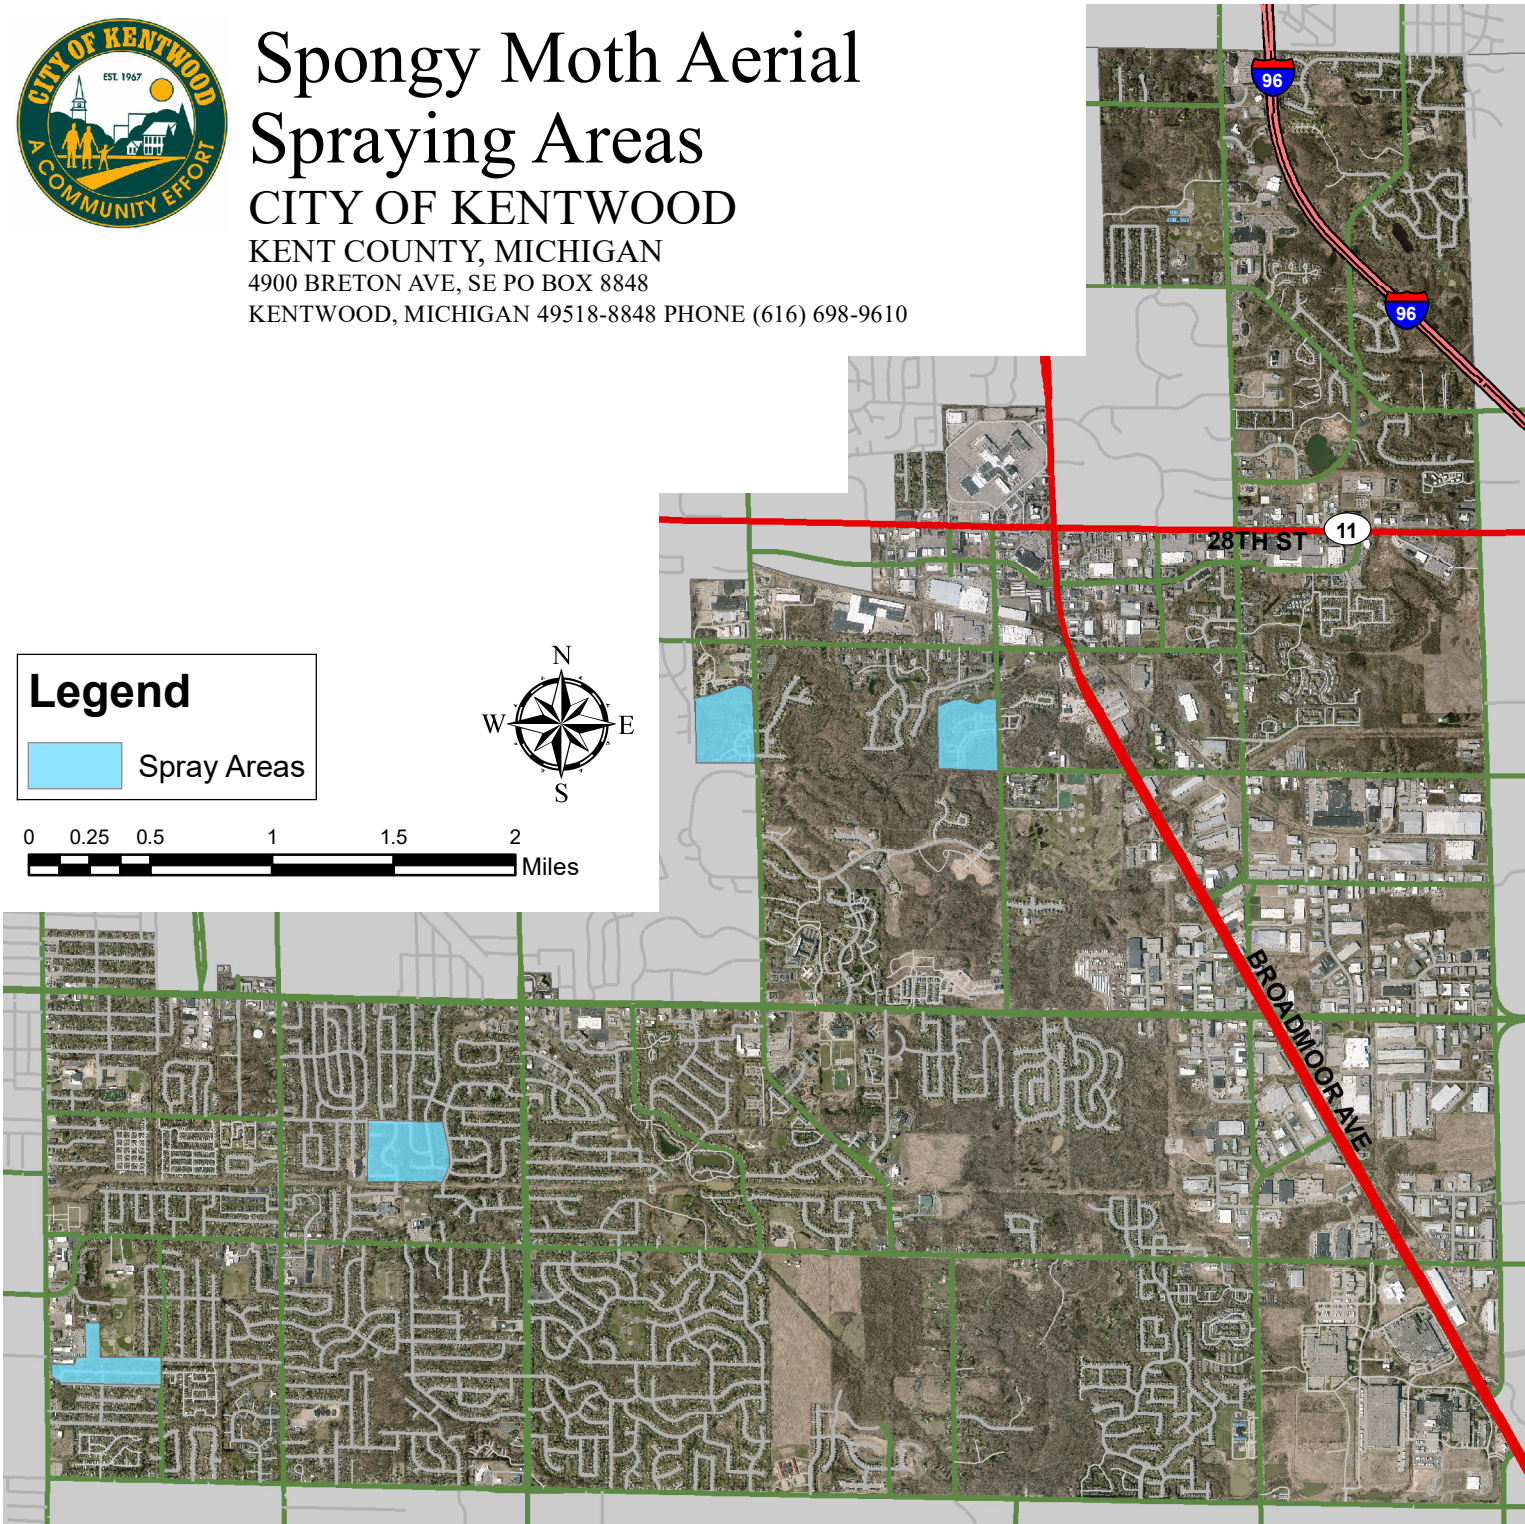 CITY OF KENTWOOD
EST. 1967
A COMMUNITY EFFORT
Spongy Moth Aerial
Spraying Areas
CITY OF KENTWOOD
KENT COUNTY, MICHIGAN
4900 BRETON AVE, SE PO BOX 8848
KENTWOOD, MICHIGAN 49518-8848 PHONE (616) 698-9610
96
96
28TH ST
11
Legend
Spray Areas
N
W E
S
0 0.25 0.5 1 1.5 2
Miles
BROADMOOR AVE